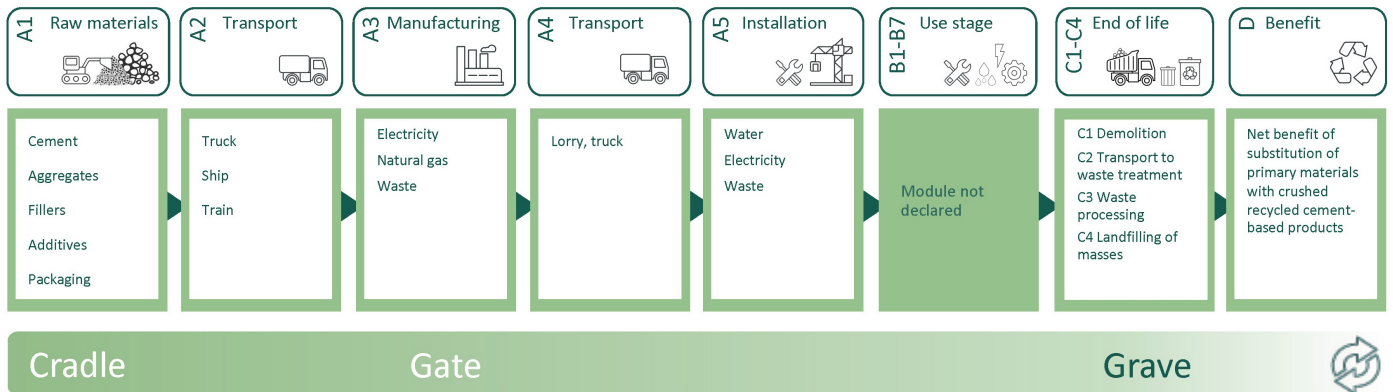 A1 Raw materials
A2 Transport
A3 Manufacturing
A4 Transport
A5 Installation
B1-B7 Use stage
C1-C4 End of life
D Benefit
Cement
Aggregates
Fillers
Additives
Packaging
Truck
Ship
Train
Electricity
Natural gas
Waste
Lorry, truck
Water
Electricity
Waste
Module not
declared
C1 Demolition
C2 Transport to
waste treatment
C3 Waste
processing
C4 Landfilling of
masses
Net benefit of
substitution of
primary materials
with crushed
recycled cement-
based products
Cradle
Gate
Grave